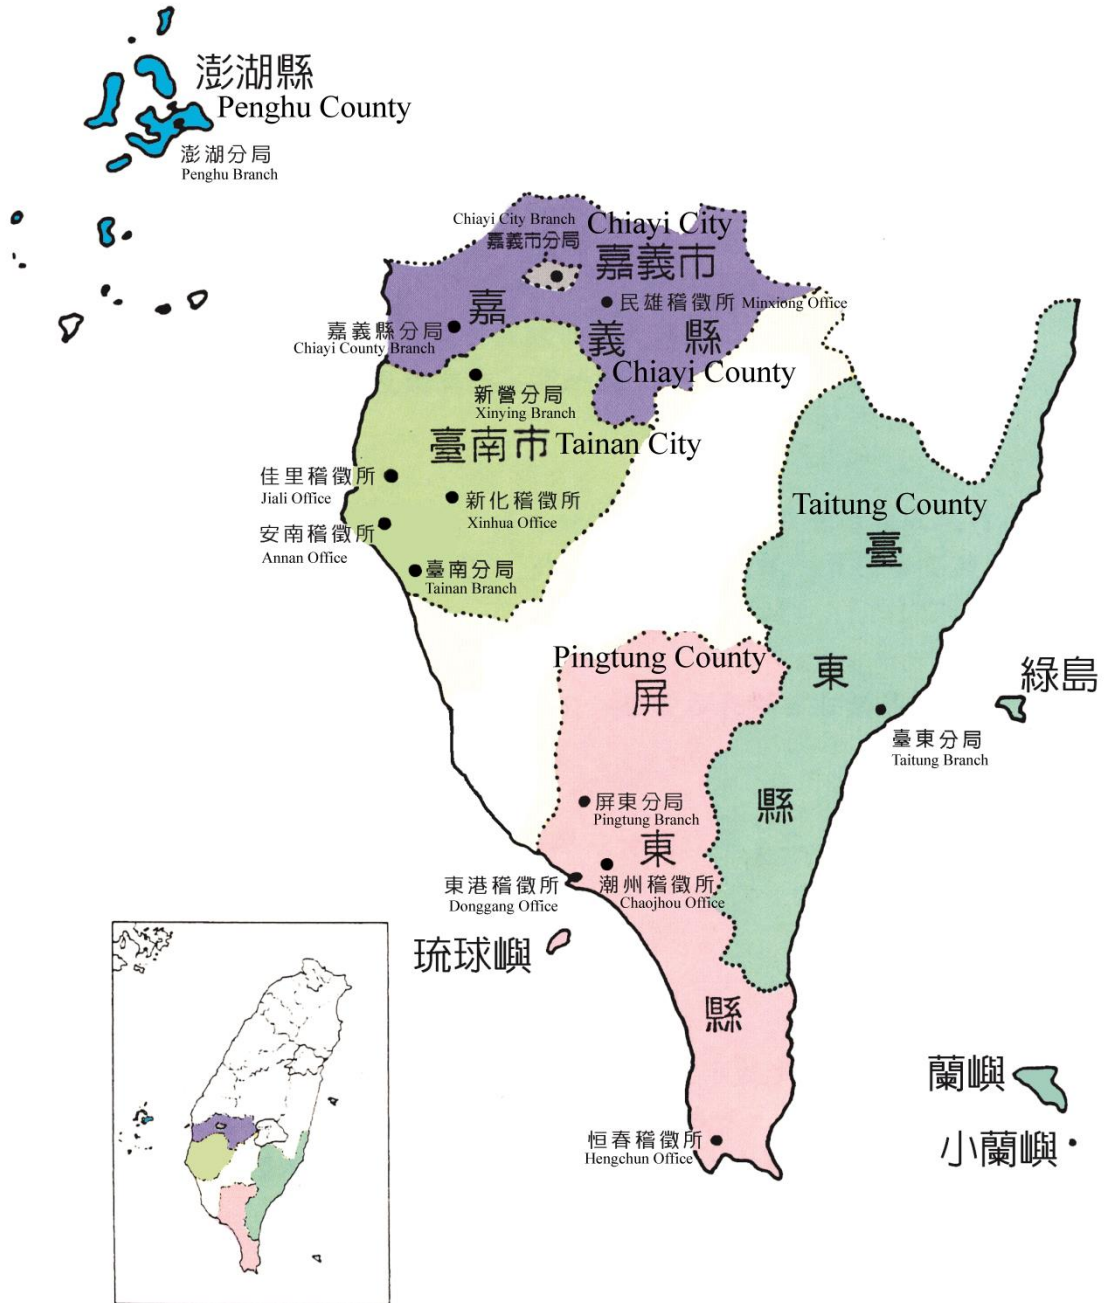 澎湖縣
Penghu County
澎湖分局
Penghu Branch
Chiayi City Branch
嘉義市分局
Chiayi City
嘉義市
民雄稽徵所 Minxiong Office
嘉義縣
Chiayi County
嘉義縣分局
Chiayi County Branch
新營分局
Xinying Branch
臺南市 Tainan City
佳里稽徵所
Jiali Office
新化稽徵所
Xinhua Office
安南稽徵所
Annan Office
臺南分局
Tainan Branch
Taitung County
臺東縣
臺東分局
Taitung Branch
綠島
Pingtung County
屏東縣
屏東分局
Pingtung Branch
東港稽徵所
Donggang Office
潮州稽徵所
Chaojhou Office
琉球嶼
恒春稽徵所
Hengchun Office
蘭嶼
小蘭嶼